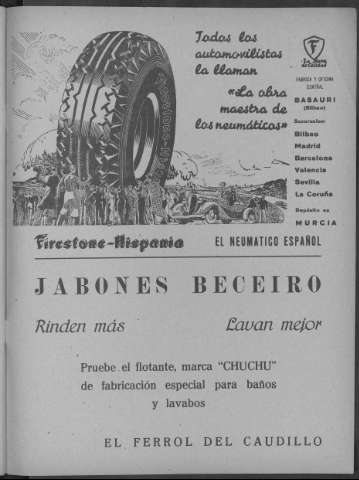 Todos los
automovilistas
la llaman
«La obra
maestra de
los neumáticos»
F
FABRICA Y OFICINA
CENTRAL
BASAURI
(Bilbao)
Sucursales:
Bilbao
Madrid
Barcelona
Valencia
Sevilla
La Coruña
Depósito en
MURCIA
Firestone-Hispania
EL NEUMATICO ESPAÑOL
JABONES BECEIRO
Rinden más
Lavan mejor
Pruebe el flotante, marca "CHUCHU"
de fabricación especial para baños
y lavabos
EL FERROL DEL CAUDILLO